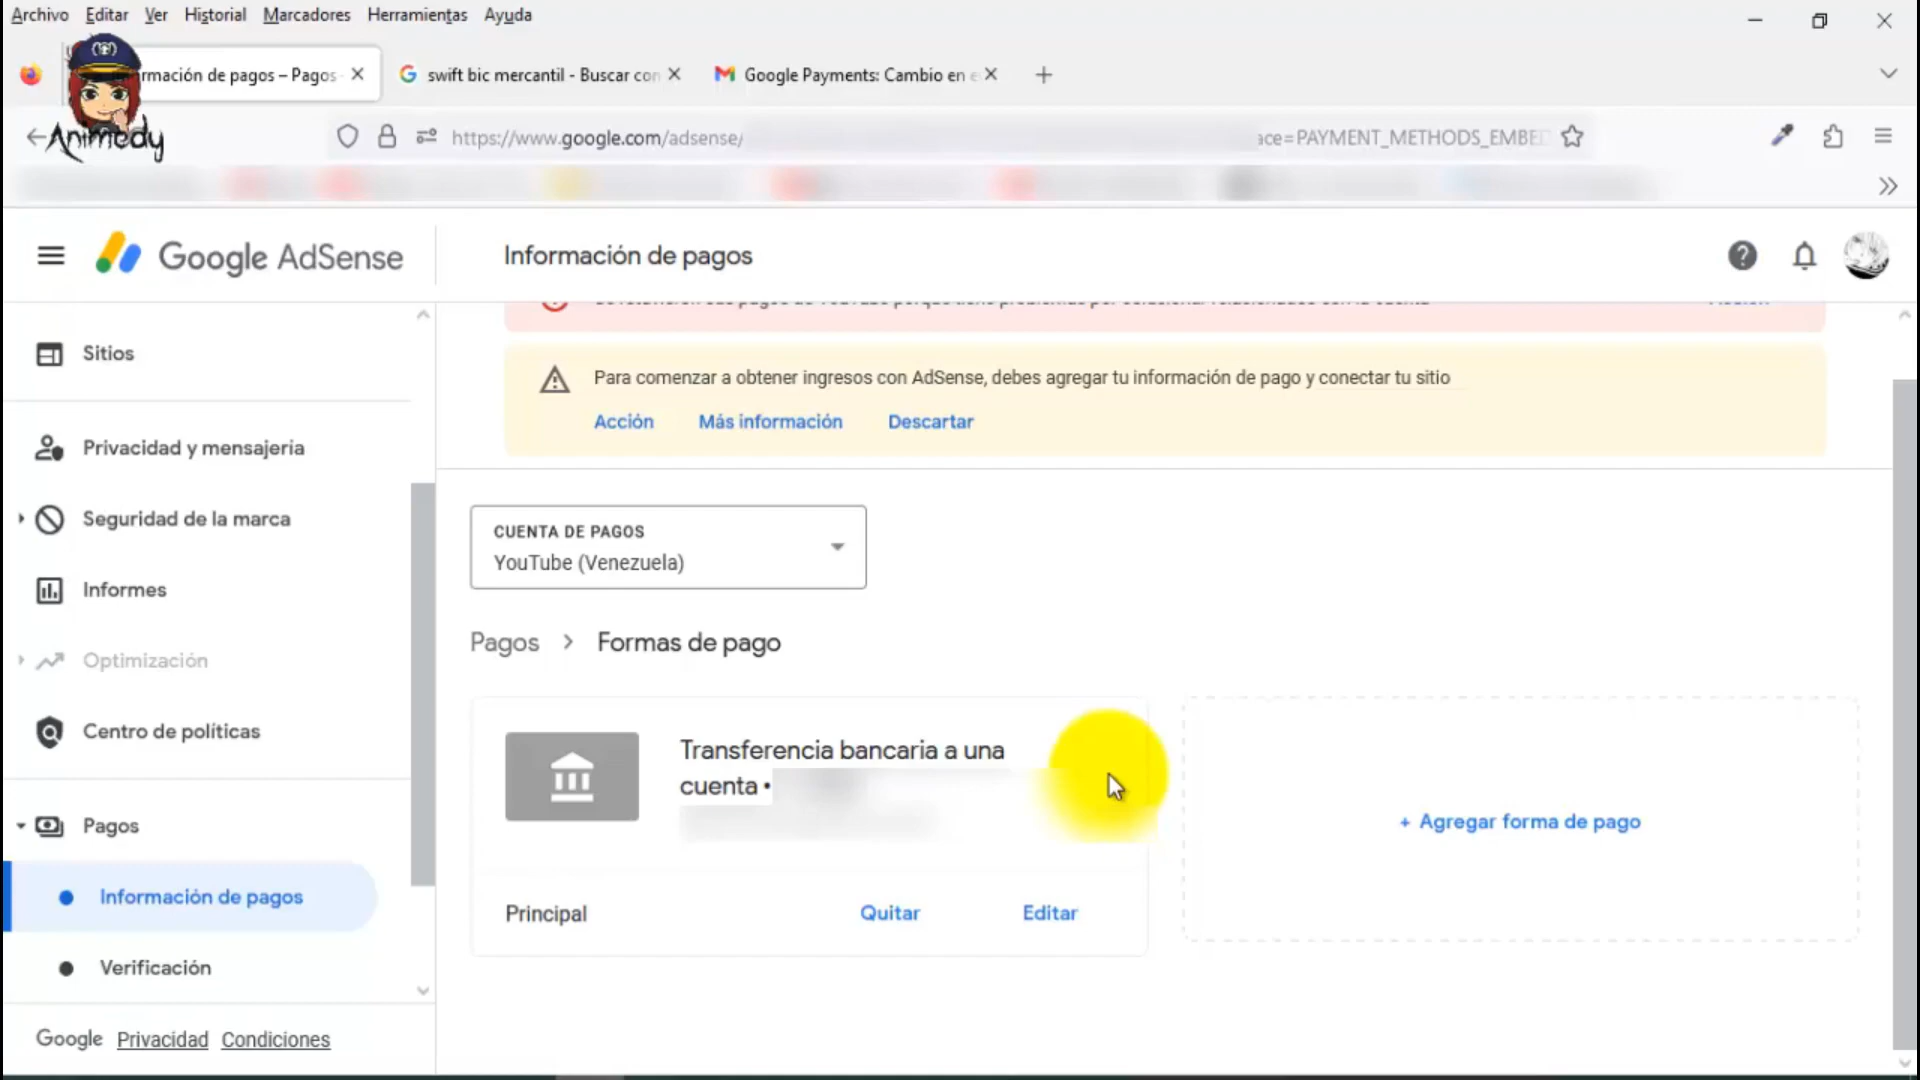 Archivo Editar Ver Historial Marcadores Herramientas Ayuda
rmación de pagos – Pagos
swift bic mercantil - Buscar con
Google Payments: Cambio en e
Animedy
https://www.google.com/adsense/
ace=PAYMENT_METHODS_EMBED
Google AdSense
Información de pagos
Para comenzar a obtener ingresos con AdSense, debes agregar tu información de pago y conectar tu sitio
Acción Más información Descartar
Sitios
Privacidad y mensajeria
Seguridad de la marca
Informes
Optimización
Centro de políticas
Pagos
Información de pagos
Verificación
Google Privacidad Condiciones
CUENTA DE PAGOS
YouTube (Venezuela)
Pagos > Formas de pago
Transferencia bancaria a una
cuenta •
Principal Quitar Editar
+ Agregar forma de pago